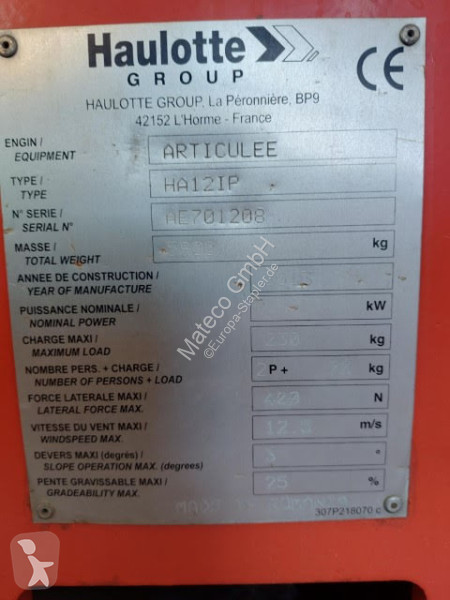 Haulotte
GROUP
CE
HAULOTTE GROUP, La Péronnière, BP9
42152 L'Horme - France
ENGIN / EQUIPMENT ARTICULEE
TYPE / TYPE HA12IP
N° SERIE / SERIAL N° AE701208
MASSE / TOTAL WEIGHT kg
ANNEE DE CONSTRUCTION / YEAR OF MANUFACTURE
PUISSANCE NOMINALE / NOMINAL POWER kW
CHARGE MAXI / MAXIMUM LOAD 230 kg
NOMBRE PERS. + CHARGE / NUMBER OF PERSONS + LOAD 2 P + kg
FORCE LATERALE MAXI / LATERAL FORCE MAX. N
VITESSE DU VENT MAXI / WINDSPEED MAX. m/s
DEVERS MAXI (degrés) / SLOPE OPERATION MAX. (degrees) 3 °
PENTE GRAVISSABLE MAXI / GRADEABILITY MAX. 25 %
307P218070 c
Mateco GmbH
©Europa-Stapler.de